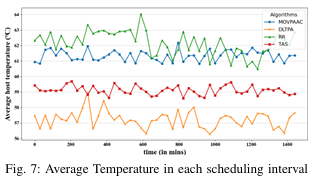 Algorithms
MOVPAAC
DLTPA
RR
TAS
Average host temperature (°C)
64
63
62
61
60
59
58
57
56
0
200
400
600
800
1000
1200
1400
time (in mins)
Fig. 7: Average Temperature in each scheduling interval